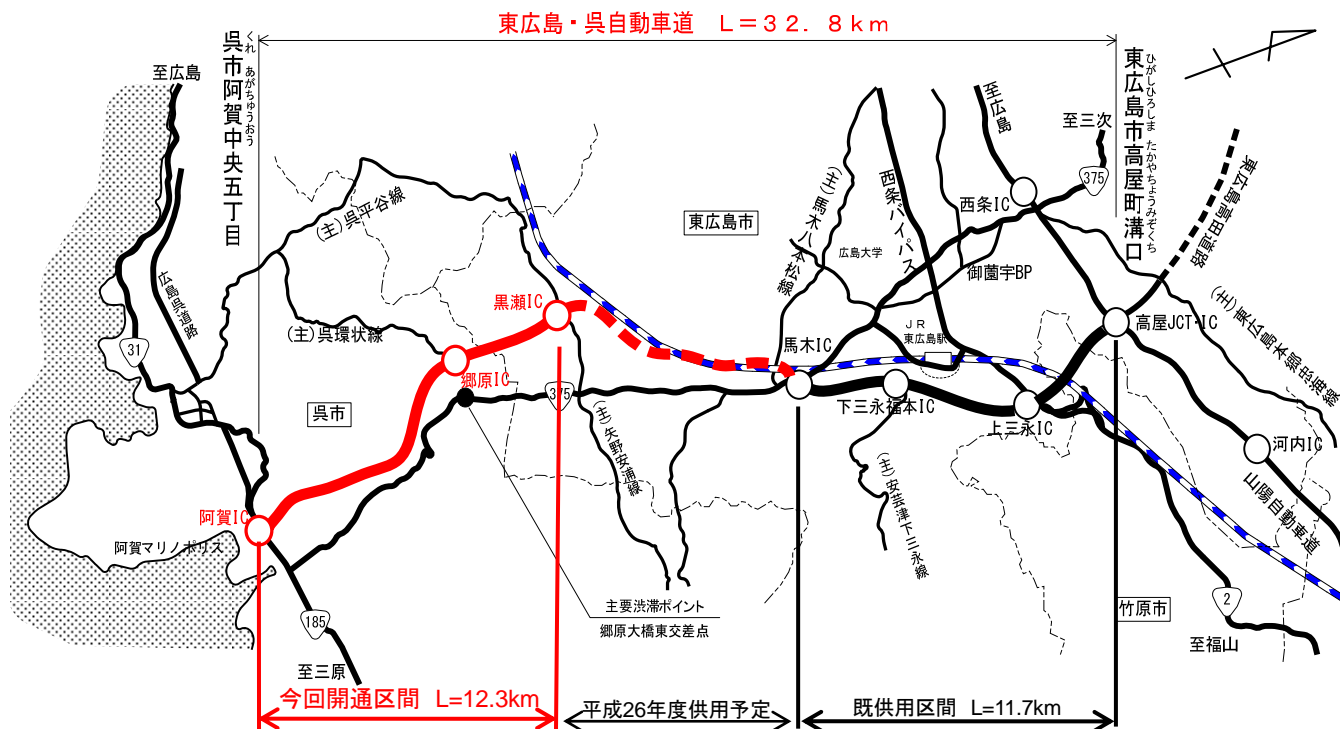 東広島・呉自動車道 L=32.8km
呉市阿賀中央五丁目
くれ あがちゅうおう
東広島市高屋町溝口
ひがしひろしま たかやちょうみぞくち
至広島
至広島
至三次
375
東広島高田道路
西条IC
(主)呉平谷線
東広島市
(主)馬木八本松線
西条バイパス
広島大学
御薗宇BP
広島呉道路
黒瀬IC
(主)呉環状線
JR
東広島駅
高屋JCT・IC
(主)東広島本郷忠海線
31
馬木IC
郷原IC
375
呉市
(主)矢野安浦線
下三永福本IC
上三永IC
河内IC
(主)安芸津下三永線
山陽自動車道
阿賀IC
阿賀マリノポリス
主要渋滞ポイント
郷原大橋東交差点
185
至三原
2
竹原市
至福山
今回開通区間 L=12.3km
平成26年度供用予定
既供用区間 L=11.7km